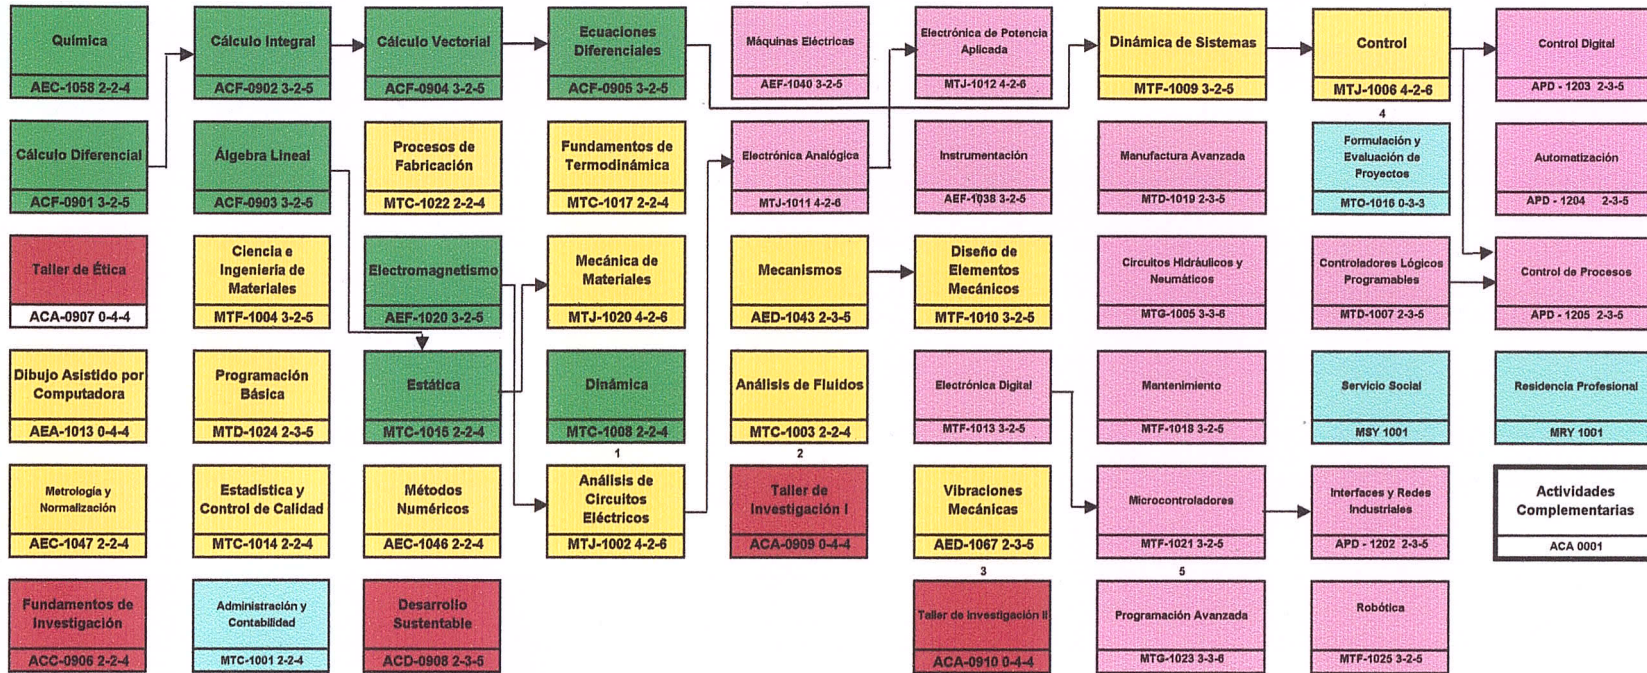 Química
AEC-1058 2-2-4
Cálculo Integral
ACF-0902 3-2-5
Cálculo Vectorial
ACF-0904 3-2-5
Ecuaciones
Diferenciales
ACF-0905 3-2-5
Máquinas Eléctricas
AEF-1040 3-2-5
Electrónica de Potencia
Aplicada
MTJ-1012 4-2-6
Dinámica de Sistemas
MTF-1009 3-2-5
Control
MTJ-1006 4-2-6
4
Control Digital
APD - 1203 2-3-5
Cálculo Diferencial
ACF-0901 3-2-5
Álgebra Lineal
ACF-0903 3-2-5
Procesos de
Fabricación
MTC-1022 2-2-4
Fundamentos de
Termodinámica
MTC-1017 2-2-4
Electrónica Analógica
MTJ-1011 4-2-6
Instrumentación
AEF-1038 3-2-5
Manufactura Avanzada
MTD-1019 2-3-5
Formulación y
Evaluación de
Proyectos
MTO-1016 0-3-3
Automatización
APD - 1204 2-3-5
Taller de Ética
ACA-0907 0-4-4
Ciencia e
Ingeniería de
Materiales
MTF-1004 3-2-5
Electromagnetismo
AEF-1020 3-2-5
Mecánica de
Materiales
MTJ-1020 4-2-6
Mecanismos
AED-1043 2-3-5
Diseño de
Elementos
Mecánicos
MTF-1010 3-2-5
Circuitos Hidráulicos y
Neumáticos
MTG-1005 3-3-6
Controladores Lógicos
Programables
MTD-1007 2-3-5
Control de Procesos
APD - 1205 2-3-5
Dibujo Asistido por
Computadora
AEA-1013 0-4-4
Programación
Básica
MTD-1024 2-3-5
Estática
MTC-1015 2-2-4
Dinámica
MTC-1008 2-2-4
1
Análisis de Fluidos
MTC-1003 2-2-4
2
Electrónica Digital
MTF-1013 3-2-5
Mantenimiento
MTF-1018 3-2-5
Servicio Social
MSY 1001
Residencia Profesional
MRY 1001
Metrología y
Normalización
AEC-1047 2-2-4
Estadística y
Control de Calidad
MTC-1014 2-2-4
Métodos
Numéricos
AEC-1046 2-2-4
Análisis de
Circuitos
Eléctricos
MTJ-1002 4-2-6
Taller de
Investigación I
ACA-0909 0-4-4
Vibraciones
Mecánicas
AED-1067 2-3-5
3
Microcontroladores
MTF-1021 3-2-5
5
Interfaces y Redes
Industriales
APD - 1202 2-3-5
Actividades
Complementarias
ACA 0001
Fundamentos de
Investigación
ACC-0906 2-2-4
Administración y
Contabilidad
MTC-1001 2-2-4
Desarrollo
Sustentable
ACD-0908 2-3-5
Taller de Investigación II
ACA-0910 0-4-4
Programación Avanzada
MTG-1023 3-3-6
Robótica
MTF-1025 3-2-5